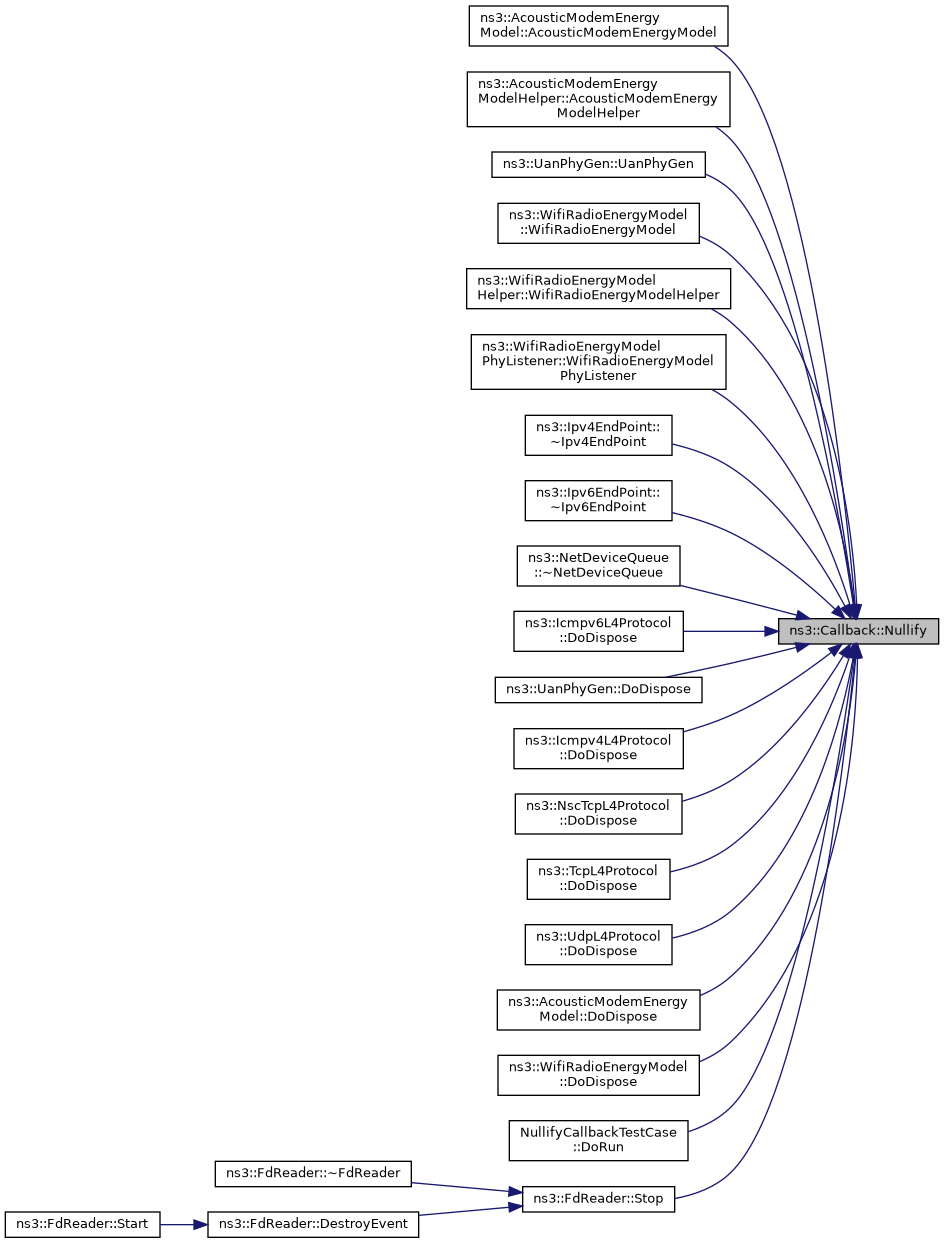 ns3::AcousticModemEnergy
Model::AcousticModemEnergyModel
ns3::AcousticModemEnergy
ModelHelper::AcousticModemEnergy
ModelHelper
ns3::UanPhyGen::UanPhyGen
ns3::WifiRadioEnergyModel
::WifiRadioEnergyModel
ns3::WifiRadioEnergyModel
Helper::WifiRadioEnergyModelHelper
ns3::WifiRadioEnergyModel
PhyListener::WifiRadioEnergyModel
PhyListener
ns3::Ipv4EndPoint::
~Ipv4EndPoint
ns3::Ipv6EndPoint::
~Ipv6EndPoint
ns3::NetDeviceQueue
::~NetDeviceQueue
ns3::Icmpv6L4Protocol
::DoDispose
ns3::Callback::Nullify
ns3::UanPhyGen::DoDispose
ns3::Icmpv4L4Protocol
::DoDispose
ns3::NscTcpL4Protocol
::DoDispose
ns3::TcpL4Protocol
::DoDispose
ns3::UdpL4Protocol
::DoDispose
ns3::AcousticModemEnergy
Model::DoDispose
ns3::WifiRadioEnergyModel
::DoDispose
NullifyCallbackTestCase
::DoRun
ns3::FdReader::~FdReader
ns3::FdReader::Stop
ns3::FdReader::Start
ns3::FdReader::DestroyEvent